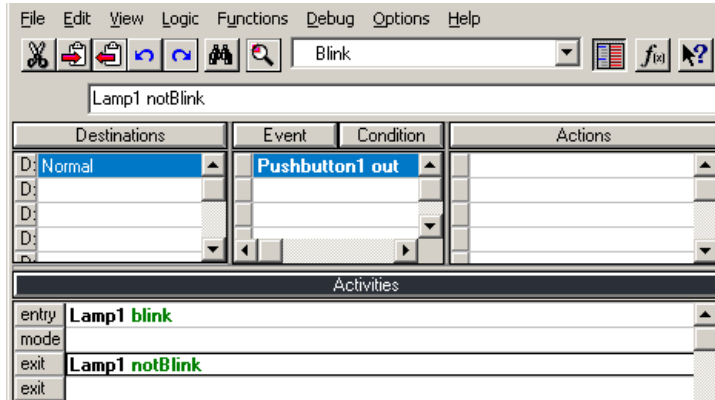 File Edit View Logic Functions Debug Options Help
Blink f(x) ?
Lamp1 notBlink
Destinations Event Condition Actions
D: Normal Pushbutton1 out
D:
D:
D:
D:
Activities
entry Lamp1 blink
mode
exit Lamp1 notBlink
exit